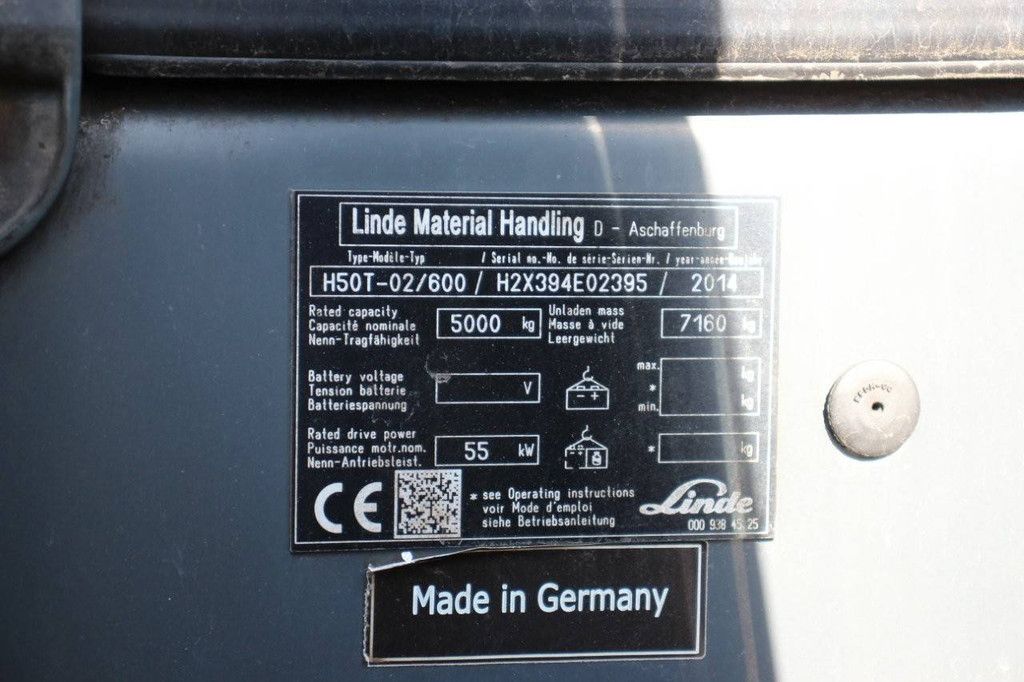 Linde Material Handling D - Aschaffenburg
Type-Modèle-Typ / Serial no.-No. de série-Serien-Nr. / year-année-Baujahr
H50T-02/600 / H2X394E02395 / 2014
Rated capacity
Capacité nominale
Nenn-Tragfähigkeit
5000 kg
Unladen mass
Masse à vide
Leergewicht
7160 kg
Battery voltage
Tension batterie
Batteriespannung
V
- +
max. kg
*
min. kg
Rated drive power
Puissance motr.nom.
Nenn-Antriebsleist.
55 kW
* kg
CE
* see Operating instructions
voir Mode d'emploi
siehe Betriebsanleitung
Linde
000 938 45 25
Made in Germany